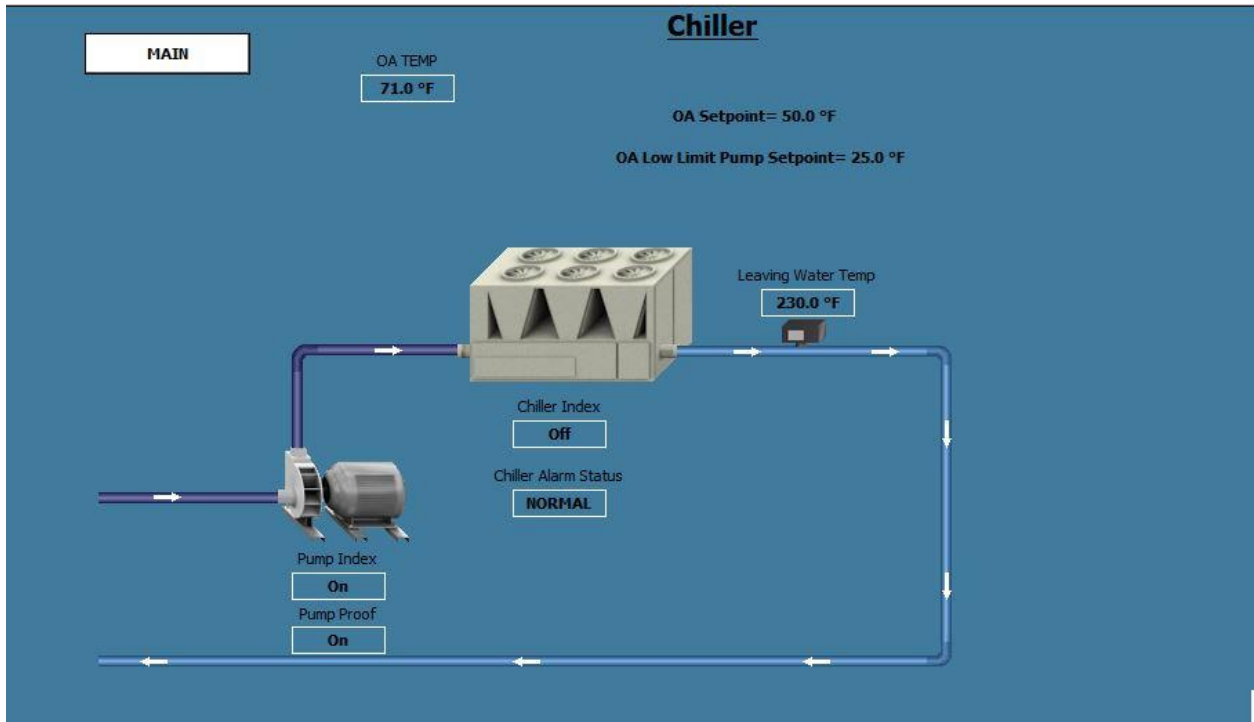 Chiller
MAIN
OA TEMP
71.0 °F
OA Setpoint= 50.0 °F
OA Low Limit Pump Setpoint= 25.0 °F
Leaving Water Temp
230.0 °F
Chiller Index
Off
Chiller Alarm Status
NORMAL
Pump Index
On
Pump Proof
On